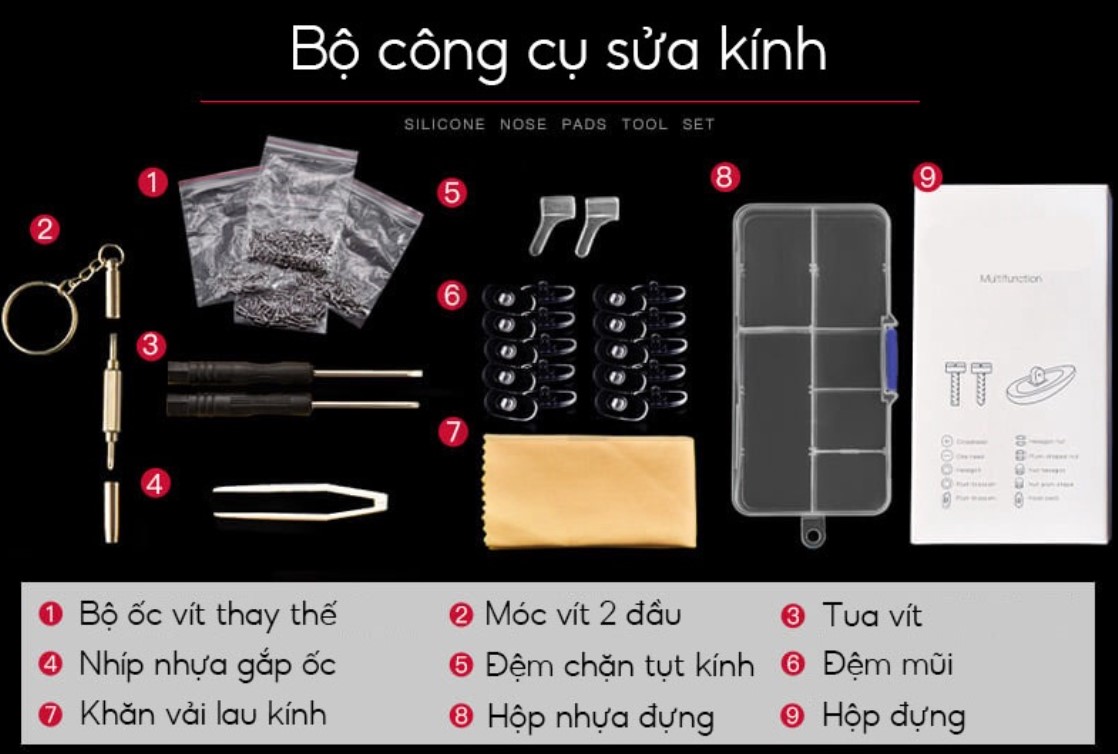 Bộ công cụ sửa kính
SILICONE NOSE PADS TOOL SET
1
2
3
4
5
6
7
8
9
Multifunction
1 Bộ ốc vít thay thế
2 Móc vít 2 đầu
3 Tua vít
4 Nhíp nhựa gắp ốc
5 Đệm chặn tụt kính
6 Đệm mũi
7 Khăn vải lau kính
8 Hộp nhựa đựng
9 Hộp đựng